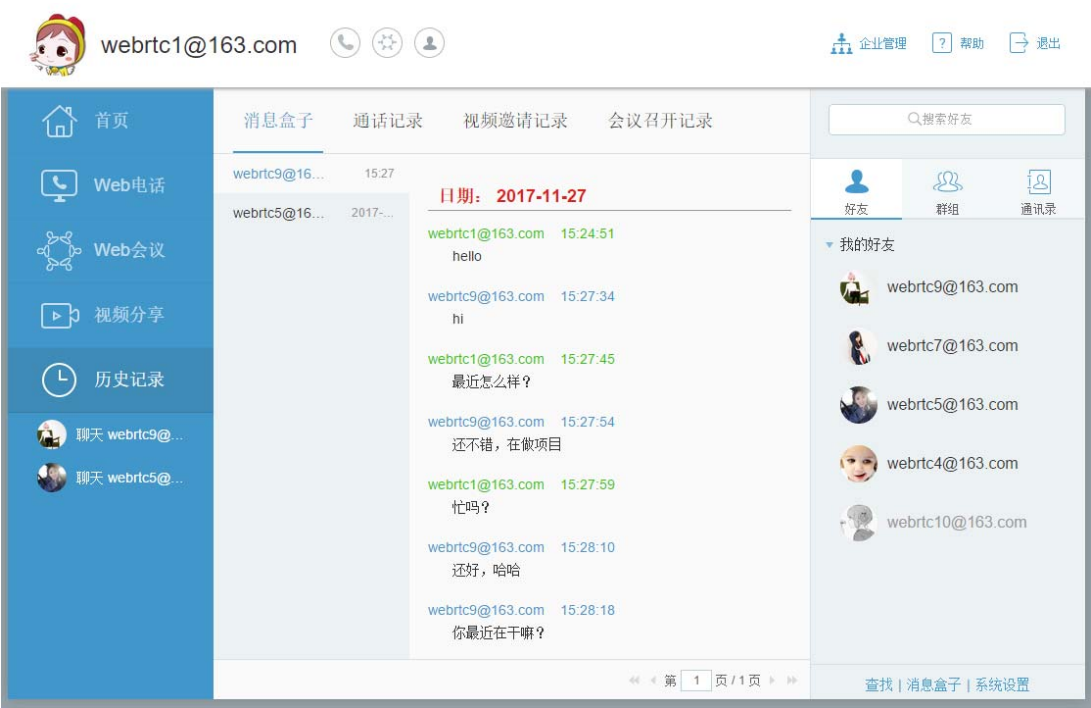 webrtc1@163.com
企业管理
? 帮助
退出
首页
Web电话
Web会议
视频分享
历史记录
聊天 webrtc9@...
聊天 webrtc5@...
消息盒子 通话记录 视频邀请记录 会议召开记录
webrtc9@16... 15:27
webrtc5@16... 2017-...
日期： 2017-11-27
webrtc1@163.com 15:24:51
hello
webrtc9@163.com 15:27:34
hi
webrtc1@163.com 15:27:45
最近怎么样？
webrtc9@163.com 15:27:54
还不错，在做项目
webrtc1@163.com 15:27:59
忙吗？
webrtc9@163.com 15:28:10
还好，哈哈
webrtc9@163.com 15:28:18
你最近在干嘛？
第 1 页 / 1 页
搜索好友
好友 群组 通讯录
我的好友
webrtc9@163.com
webrtc7@163.com
webrtc5@163.com
webrtc4@163.com
webrtc10@163.com
查找 | 消息盒子 | 系统设置